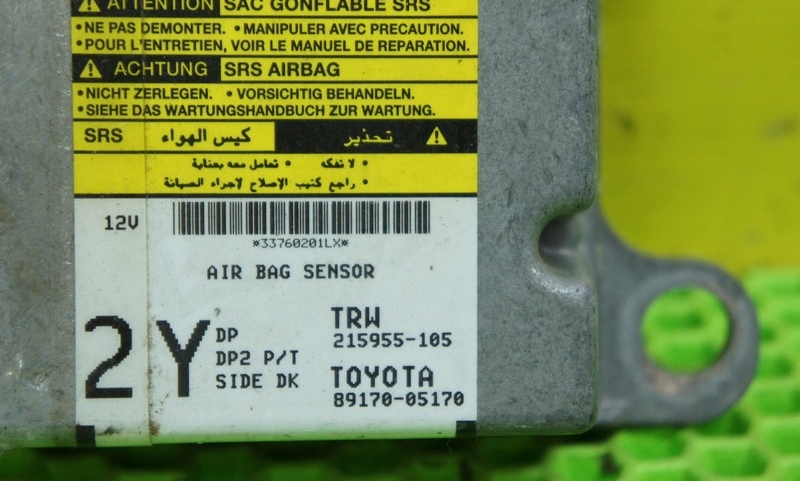 ⚠ ATTENTION SAC GONFLABLE SRS
•NE PAS DEMONTER. •MANIPULER AVEC PRECAUTION.
•POUR L'ENTRETIEN, VOIR LE MANUEL DE REPARATION.
⚠ ACHTUNG SRS AIRBAG
•NICHT ZERLEGEN. •VORSICHTIG BEHANDELN.
•SIEHE DAS WARTUNGSHANDBUCH ZUR WARTUNG.
⚠ تحذير كيس الهواء SRS
• لا تفكه • تعامل معه بعناية
• راجع كتيب الإصلاح لاجراء الصيانة
12V
*33760201LX*
AIR BAG SENSOR
2Y
DP
DP2 P/T
SIDE DK
TRW
215955-105
TOYOTA
89170-05170